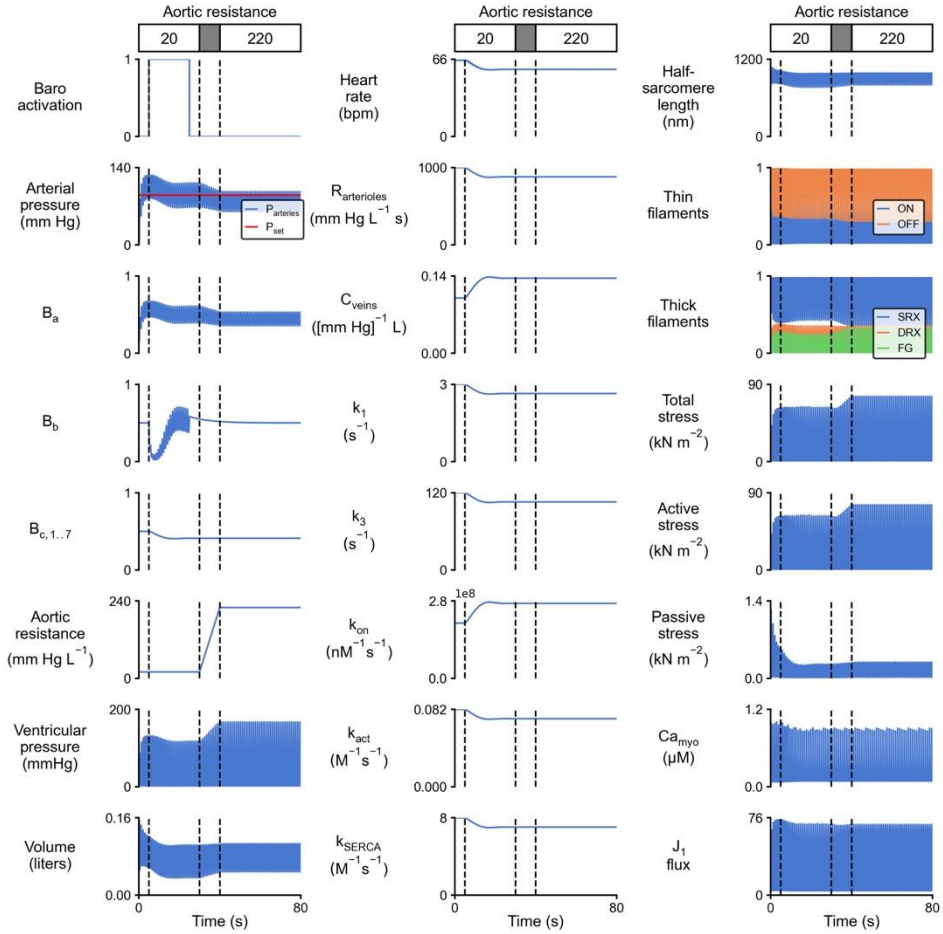 Aortic resistance
20 220
Baro
activation
1
0
Arterial
pressure
(mm Hg)
140
0
P_arteries
P_set
B_a
1
0
B_b
1
0
B_c,1..7
1
0
Aortic
resistance
(mm Hg L⁻¹)
240
0
Ventricular
pressure
(mmHg)
200
0
Volume
(liters)
0.16
0.00
0 80
Time (s)
Aortic resistance
20 220
Heart
rate
(bpm)
66
0
R_arterioles
(mm Hg L⁻¹ s)
1000
0
C_veins
([mm Hg]⁻¹ L)
0.14
0.00
k₁
(s⁻¹)
3
0
k₃
(s⁻¹)
120
0
k_on
(nM⁻¹s⁻¹)
1e8
2.8
0
k_act
(M⁻¹s⁻¹)
0.082
0.000
k_SERCA
(M⁻¹s⁻¹)
8
0
0 80
Time (s)
Aortic resistance
20 220
Half-
sarcomere
length
(nm)
1200
0
Thin
filaments
1
0
ON
OFF
Thick
filaments
1
0
SRX
DRX
FG
Total
stress
(kN m⁻²)
90
0
Active
stress
(kN m⁻²)
90
0
Passive
stress
(kN m⁻²)
1.4
0.0
Ca_myo
(µM)
1.2
0.0
J₁
flux
76
0
0 80
Time (s)